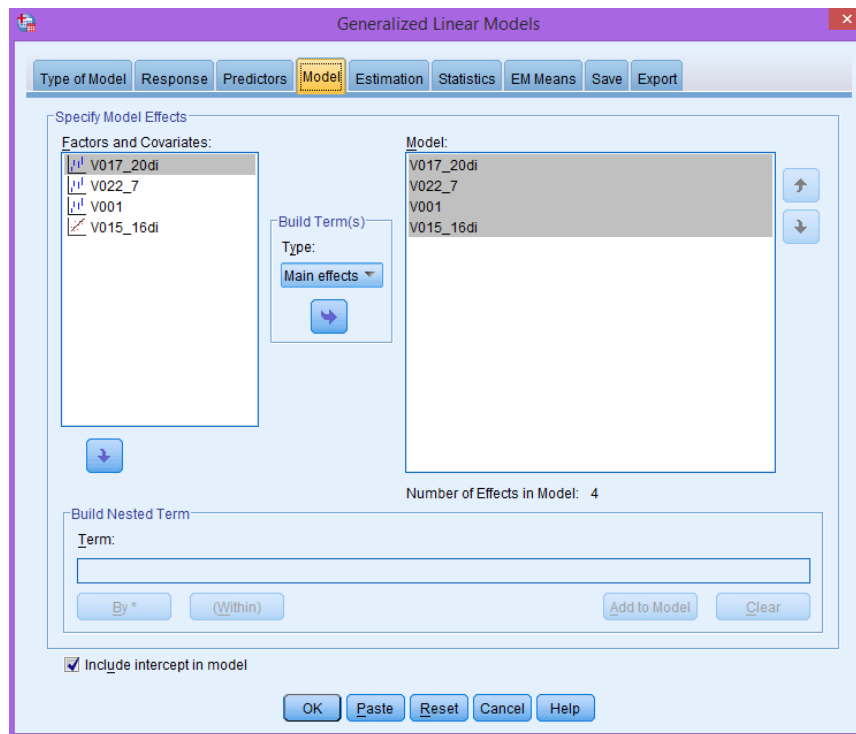 Generalized Linear Models
Type of Model Response Predictors Model Estimation Statistics EM Means Save Export
Specify Model Effects
Factors and Covariates:
V017_20di
V022_7
V001
V015_16di
Build Term(s)
Type:
Main effects
Model:
V017_20di
V022_7
V001
V015_16di
Number of Effects in Model: 4
Build Nested Term
Term:
By *
(Within)
Add to Model
Clear
Include intercept in model
OK Paste Reset Cancel Help